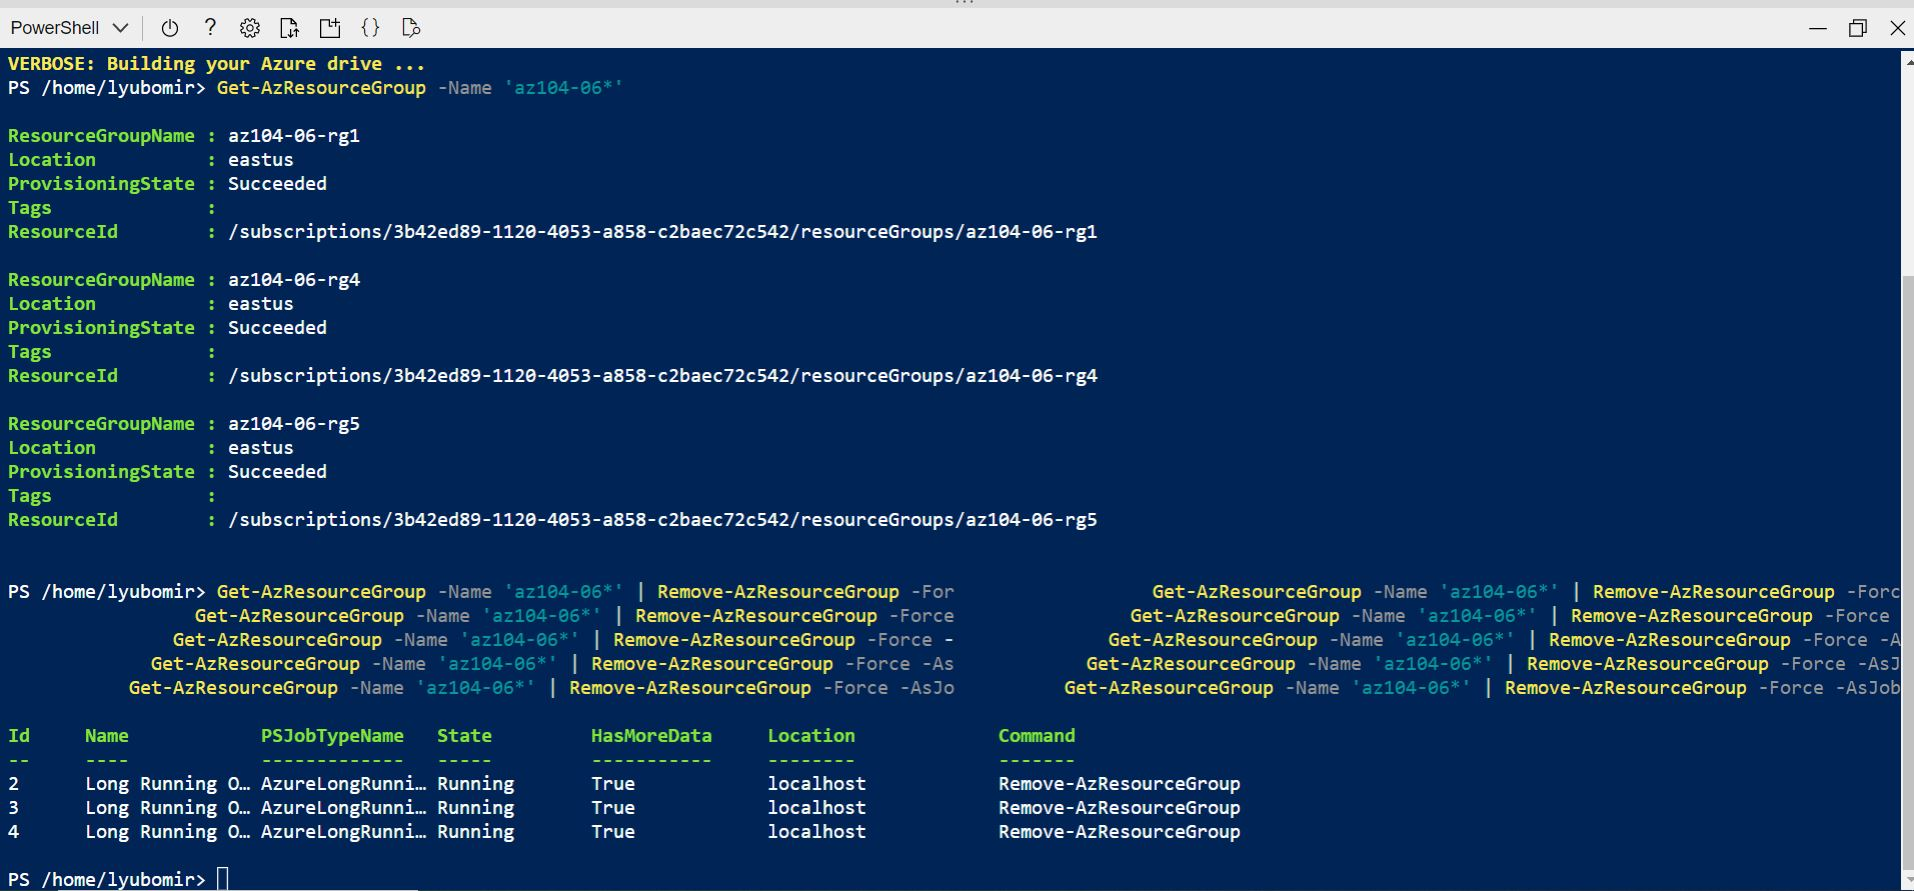 PowerShell
VERBOSE: Building your Azure drive ...
PS /home/lyubomir> Get-AzResourceGroup -Name 'az104-06*'
ResourceGroupName : az104-06-rg1
Location          : eastus
ProvisioningState : Succeeded
Tags              :
ResourceId        : /subscriptions/3b42ed89-1120-4053-a858-c2baec72c542/resourceGroups/az104-06-rg1
ResourceGroupName : az104-06-rg4
Location          : eastus
ProvisioningState : Succeeded
Tags              :
ResourceId        : /subscriptions/3b42ed89-1120-4053-a858-c2baec72c542/resourceGroups/az104-06-rg4
ResourceGroupName : az104-06-rg5
Location          : eastus
ProvisioningState : Succeeded
Tags              :
ResourceId        : /subscriptions/3b42ed89-1120-4053-a858-c2baec72c542/resourceGroups/az104-06-rg5
PS /home/lyubomir> Get-AzResourceGroup -Name 'az104-06*' | Remove-AzResourceGroup -For                  Get-AzResourceGroup -Name 'az104-06*' | Remove-AzResourceGroup -Forc
                 Get-AzResourceGroup -Name 'az104-06*' | Remove-AzResourceGroup -Force                Get-AzResourceGroup -Name 'az104-06*' | Remove-AzResourceGroup -Force
               Get-AzResourceGroup -Name 'az104-06*' | Remove-AzResourceGroup -Force -              Get-AzResourceGroup -Name 'az104-06*' | Remove-AzResourceGroup -Force -A
             Get-AzResourceGroup -Name 'az104-06*' | Remove-AzResourceGroup -Force -As            Get-AzResourceGroup -Name 'az104-06*' | Remove-AzResourceGroup -Force -AsJ
           Get-AzResourceGroup -Name 'az104-06*' | Remove-AzResourceGroup -Force -AsJo          Get-AzResourceGroup -Name 'az104-06*' | Remove-AzResourceGroup -Force -AsJob
Id     Name            PSJobTypeName   State         HasMoreData     Location             Command
--     ----            -------------   -----         -----------     --------             -------
2      Long Running O… AzureLongRunni… Running       True            localhost            Remove-AzResourceGroup
3      Long Running O… AzureLongRunni… Running       True            localhost            Remove-AzResourceGroup
4      Long Running O… AzureLongRunni… Running       True            localhost            Remove-AzResourceGroup
PS /home/lyubomir>